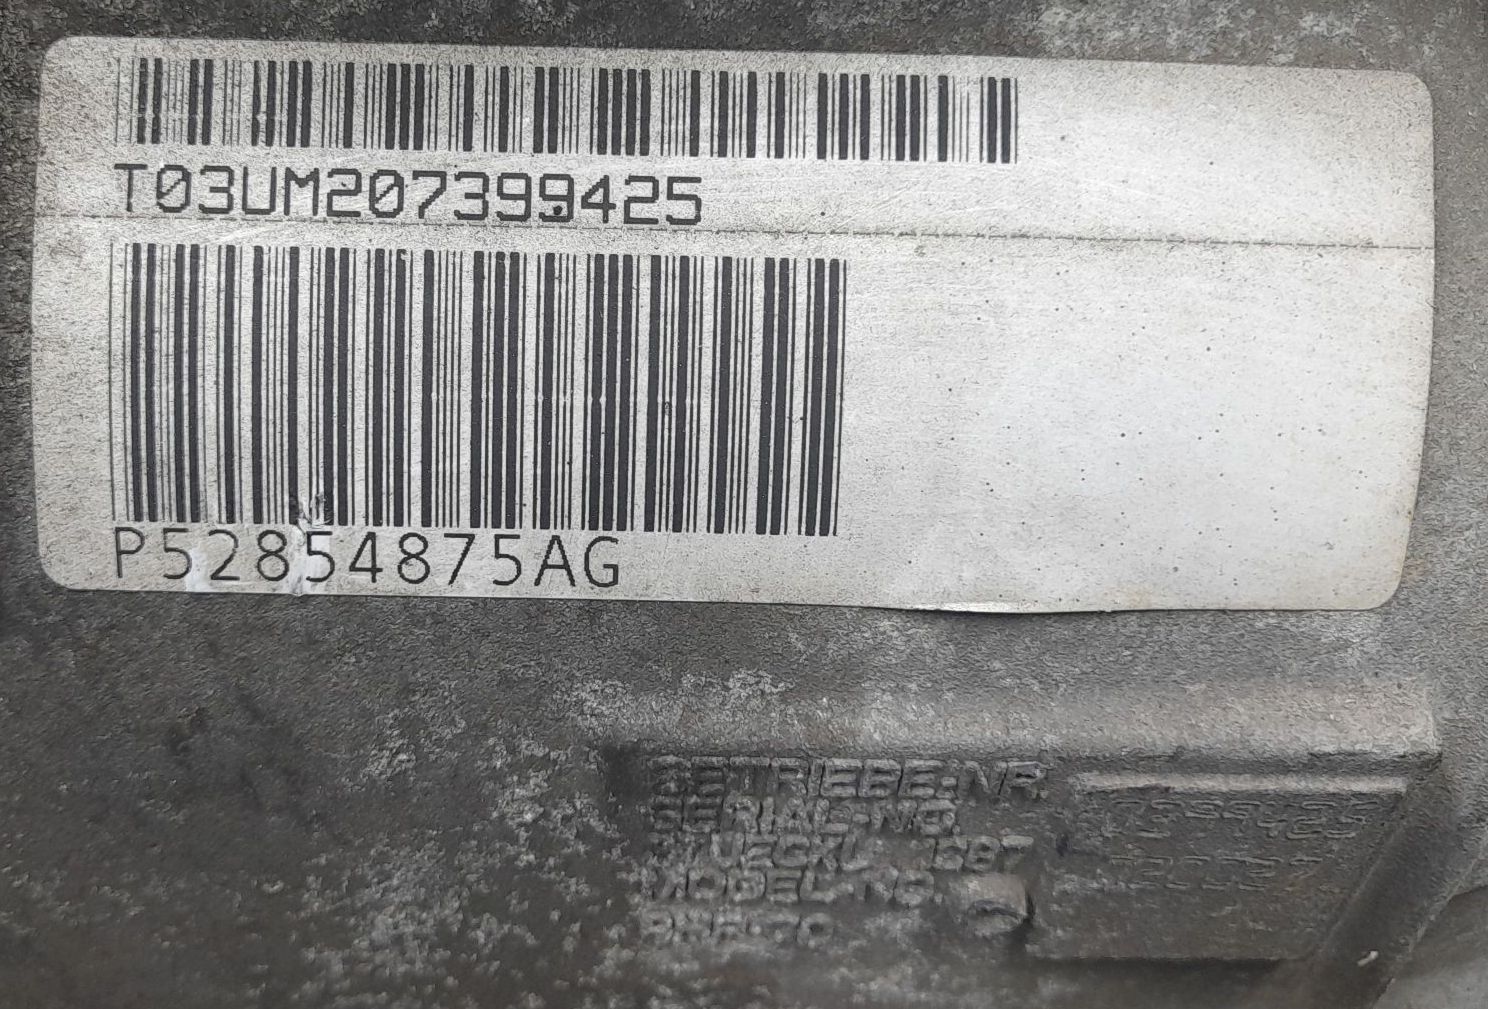 T03UM207399425
P52854875AG
GETRIEBE-NR.
SERIAL-NO.
MODEL-NO.